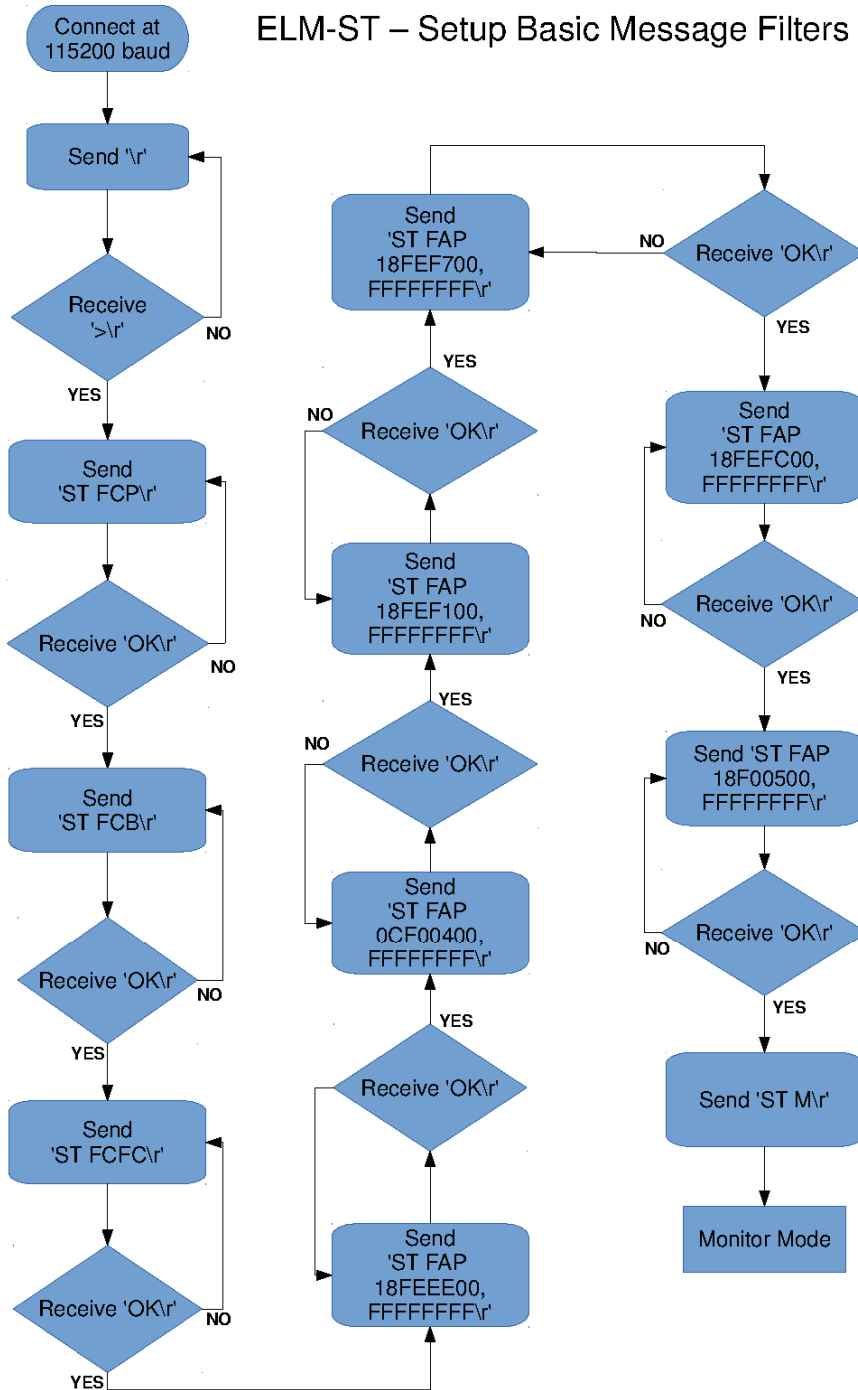 ELM-ST – Setup Basic Message Filters
Connect at
115200 baud
Send '\r'
Receive
'>\r'
NO
YES
Send
'ST FCP\r'
Receive 'OK\r'
NO
YES
Send
'ST FCB\r'
Receive 'OK\r'
NO
YES
Send
'ST FCFC\r'
Receive 'OK\r'
NO
YES
Send
'ST FAP
18FEEE00,
FFFFFFFF\r'
Receive 'OK\r'
YES
Send
'ST FAP
0CF00400,
FFFFFFFF\r'
Receive 'OK\r'
NO
YES
Send
'ST FAP
18FEF100,
FFFFFFFF\r'
Receive 'OK\r'
NO
YES
Send
'ST FAP
18FEF700,
FFFFFFFF\r'
NO
Receive 'OK\r'
YES
Send
'ST FAP
18FEFC00,
FFFFFFFF\r'
Receive 'OK\r'
NO
YES
Send 'ST FAP
18F00500,
FFFFFFFF\r'
Receive 'OK\r'
NO
YES
Send 'ST M\r'
Monitor Mode